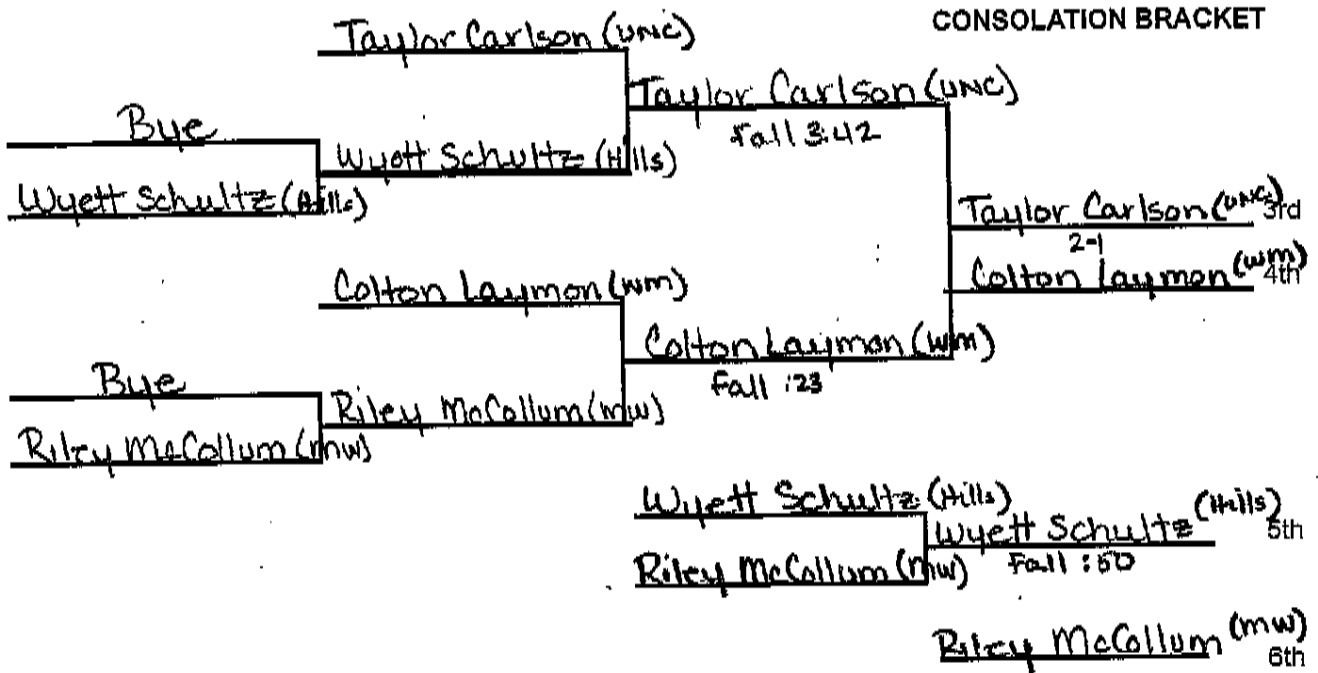 CONSOLATION BRACKET
Taylor Carlson (UNC)
Taylor Carlson (UNC)
Fall 3:42
Bye
Wyett Schultz (Hills)
Wyett Schultz (Hills)
Taylor Carlson (UNC) 3rd
2-1
Colton Laymon (WM)
Colton Laymon (WM) 4th
Colton Laymon (WM)
Fall :23
Bye
Riley McCollum (MW)
Riley McCollum (MW)
Wyett Schultz (Hills)
Wyett Schultz (Hills) 5th
Fall :50
Riley McCollum (MW)
Riley McCollum (MW) 6th